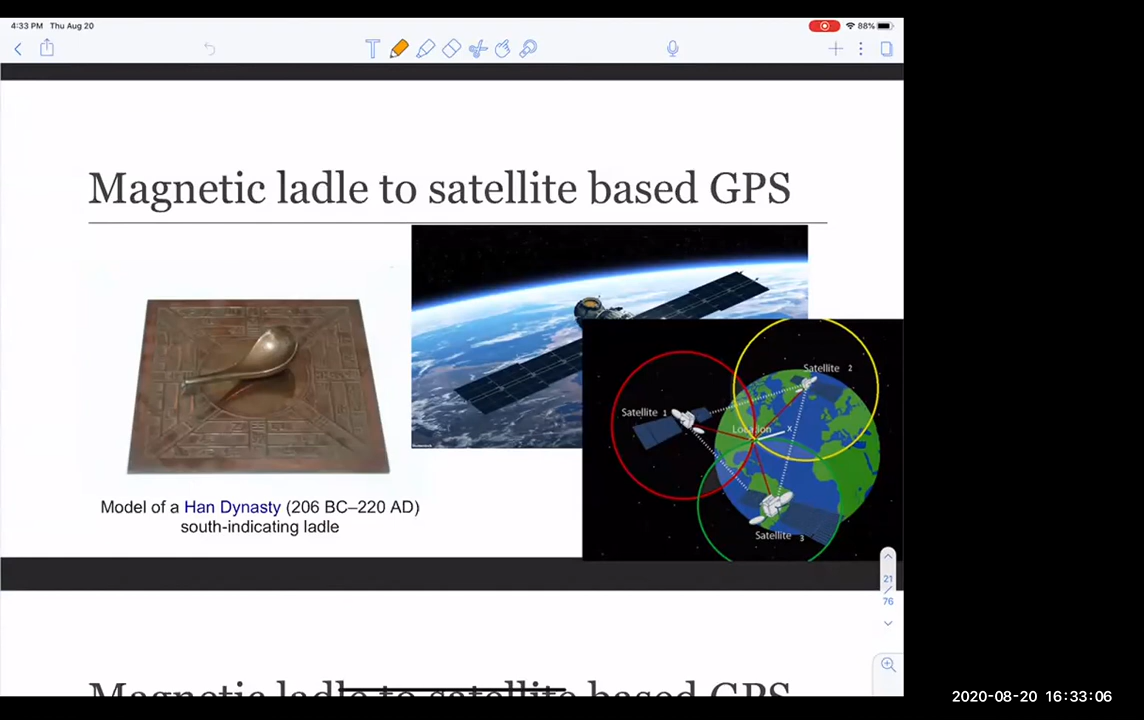 4:33 PM Thu Aug 20
88%
Magnetic ladle to satellite based GPS
Satellite 2
Satellite 1
Location
X
Satellite 3
Model of a Han Dynasty (206 BC–220 AD)
south-indicating ladle
21
/
76
Magnetic ladle to satellite based GPS
2020-08-20 16:33:06